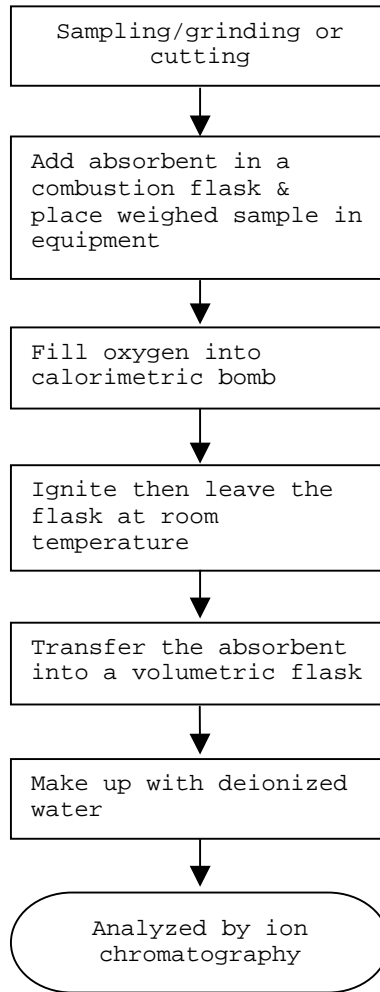 Sampling/grinding or
cutting
Add absorbent in a
combustion flask &
place weighed sample in
equipment
Fill oxygen into
calorimetric bomb
Ignite then leave the
flask at room
temperature
Transfer the absorbent
into a volumetric flask
Make up with deionized
water
Analyzed by ion
chromatography